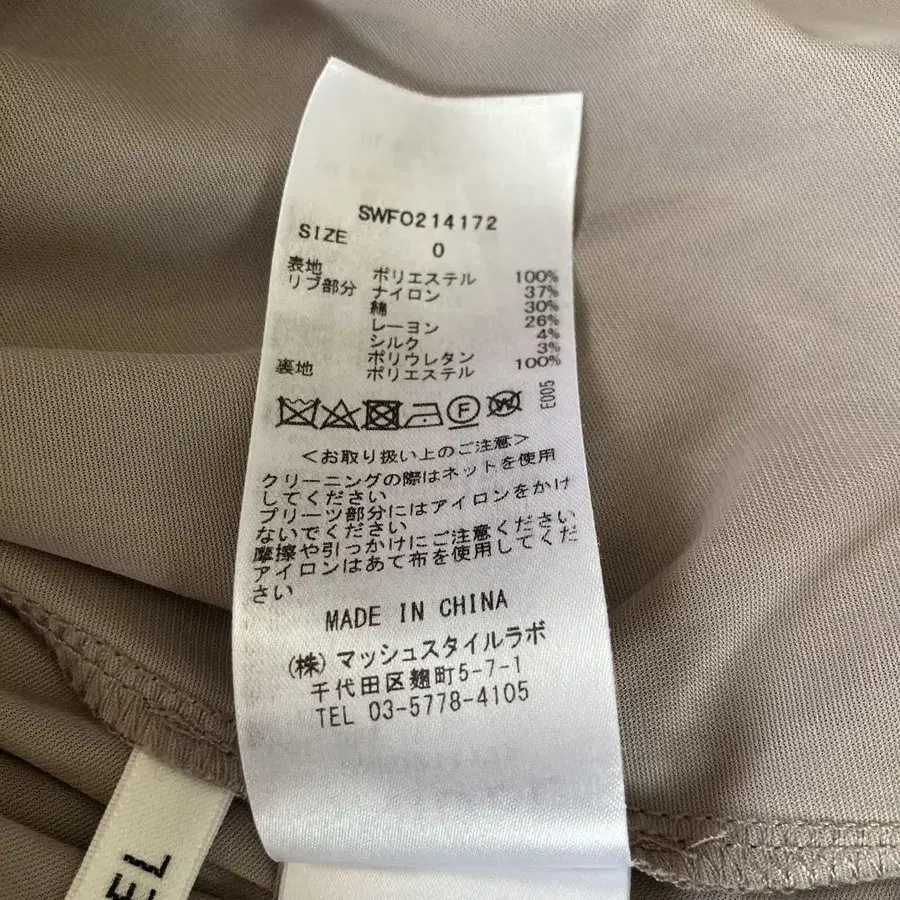 SWFO214172
SIZE 0
表地 ポリエステル 100%
リブ部分 ナイロン 37%
綿 30%
レーヨン 26%
シルク 4%
ポリウレタン 3%
裏地 ポリエステル 100%
F W E005
<お取り扱い上のご注意>
クリーニングの際はネットを使用
してください
プリーツ部分にはアイロンをかけ
ないでください
摩擦や引っかけにご注意ください
アイロンはあて布を使用してくだ
さい
MADE IN CHINA
(株)マッシュスタイルラボ
千代田区麹町5-7-1
TEL 03-5778-4105